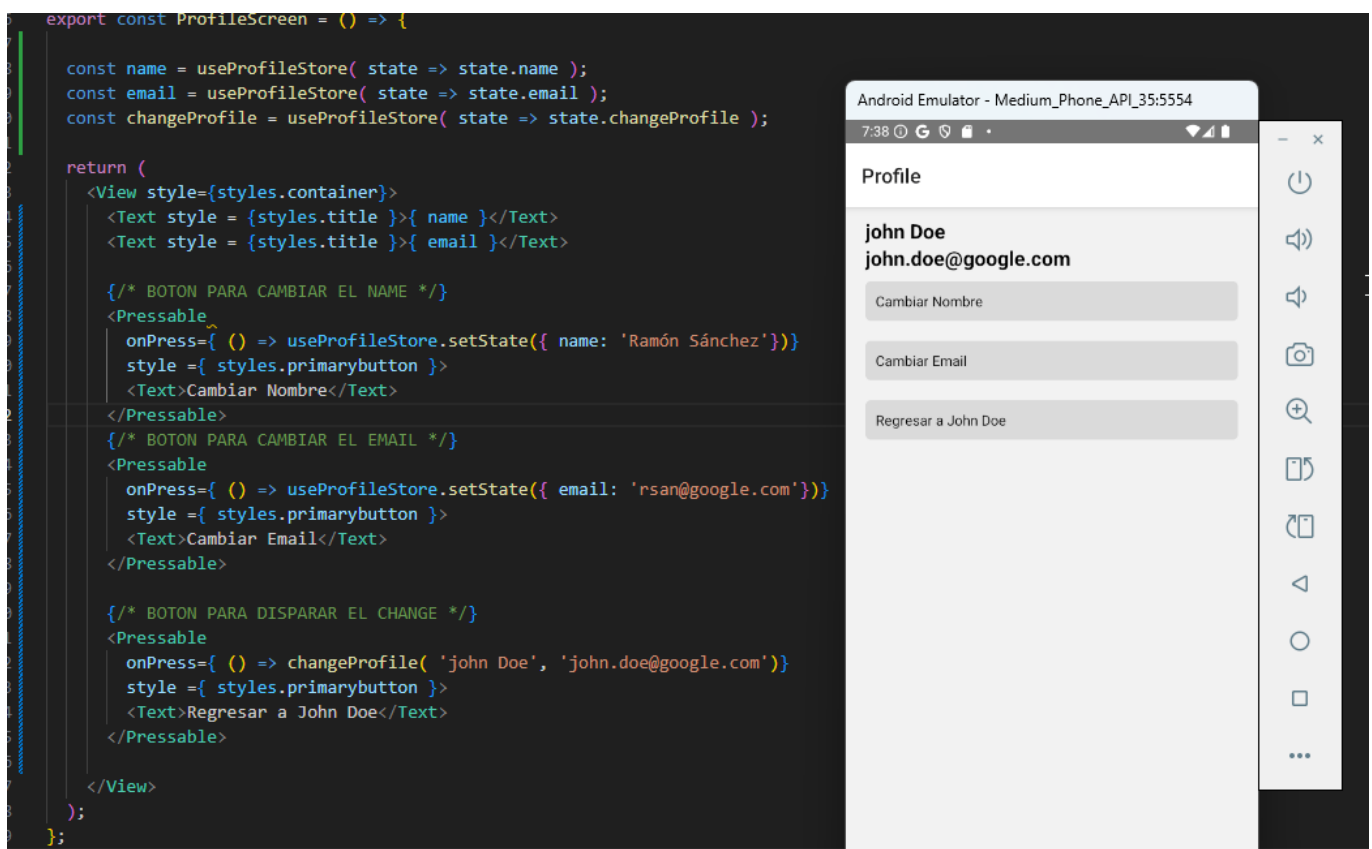 export const ProfileScreen = () => {
const name = useProfileStore( state => state.name );
const email = useProfileStore( state => state.email );
const changeProfile = useProfileStore( state => state.changeProfile );
return (
<View style={styles.container}>
<Text style = {styles.title }>{ name }</Text>
<Text style = {styles.title }>{ email }</Text>
{/* BOTON PARA CAMBIAR EL NAME */}
<Pressable
onPress={ () => useProfileStore.setState({ name: 'Ramón Sánchez'})}
style ={ styles.primarybutton }>
<Text>Cambiar Nombre</Text>
</Pressable>
{/* BOTON PARA CAMBIAR EL EMAIL */}
<Pressable
onPress={ () => useProfileStore.setState({ email: 'rsan@google.com'})}
style ={ styles.primarybutton }>
<Text>Cambiar Email</Text>
</Pressable>
{/* BOTON PARA DISPARAR EL CHANGE */}
<Pressable
onPress={ () => changeProfile( 'john Doe', 'john.doe@google.com')}
style ={ styles.primarybutton }>
<Text>Regresar a John Doe</Text>
</Pressable>
</View>
);
};
Android Emulator - Medium_Phone_API_35:5554
7:38
Profile
john Doe
john.doe@google.com
Cambiar Nombre
Cambiar Email
Regresar a John Doe